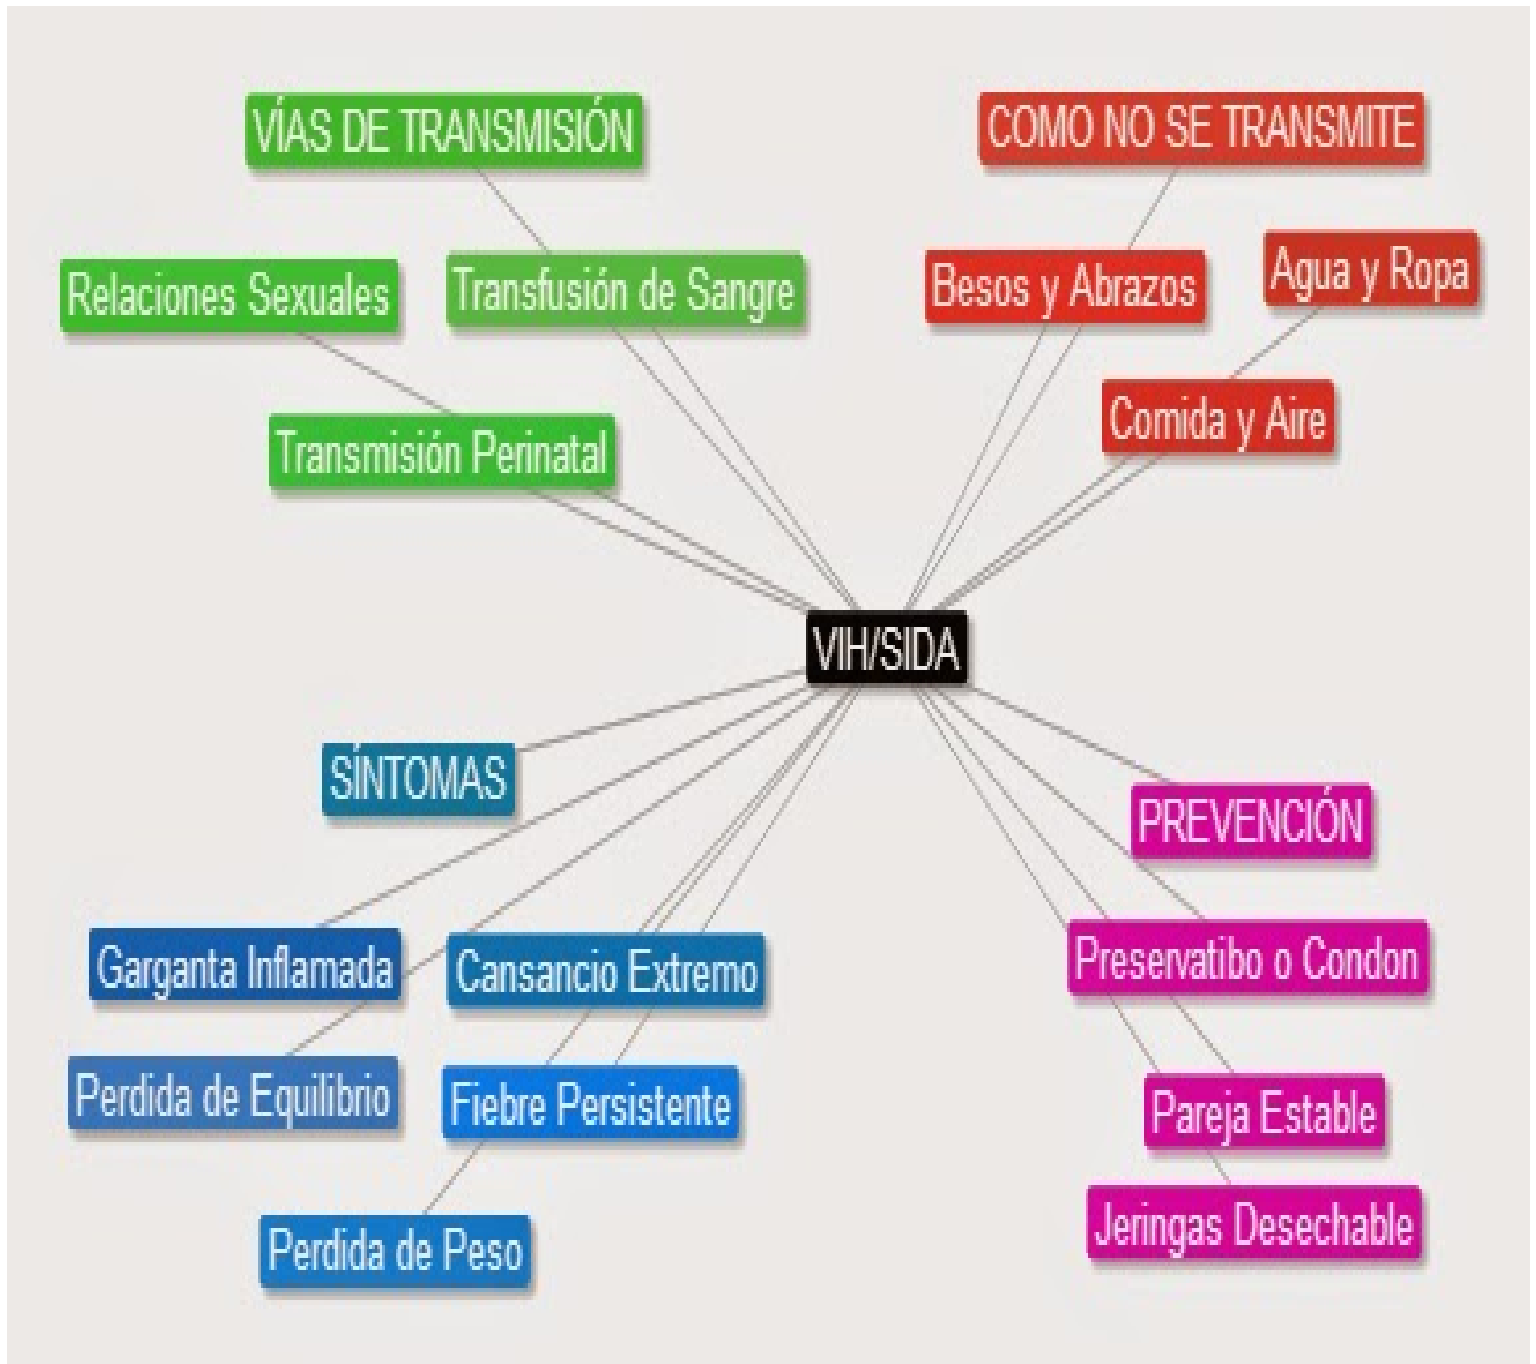 VÍAS DE TRANSMISIÓN
Relaciones Sexuales
Transfusión de Sangre
Transmisión Perinatal
COMO NO SE TRANSMITE
Besos y Abrazos
Agua y Ropa
Comida y Aire
VIH/SIDA
SÍNTOMAS
Garganta Inflamada
Cansancio Extremo
Perdida de Equilibrio
Fiebre Persistente
Perdida de Peso
PREVENCIÓN
Preservatibo o Condon
Pareja Estable
Jeringas Desechable